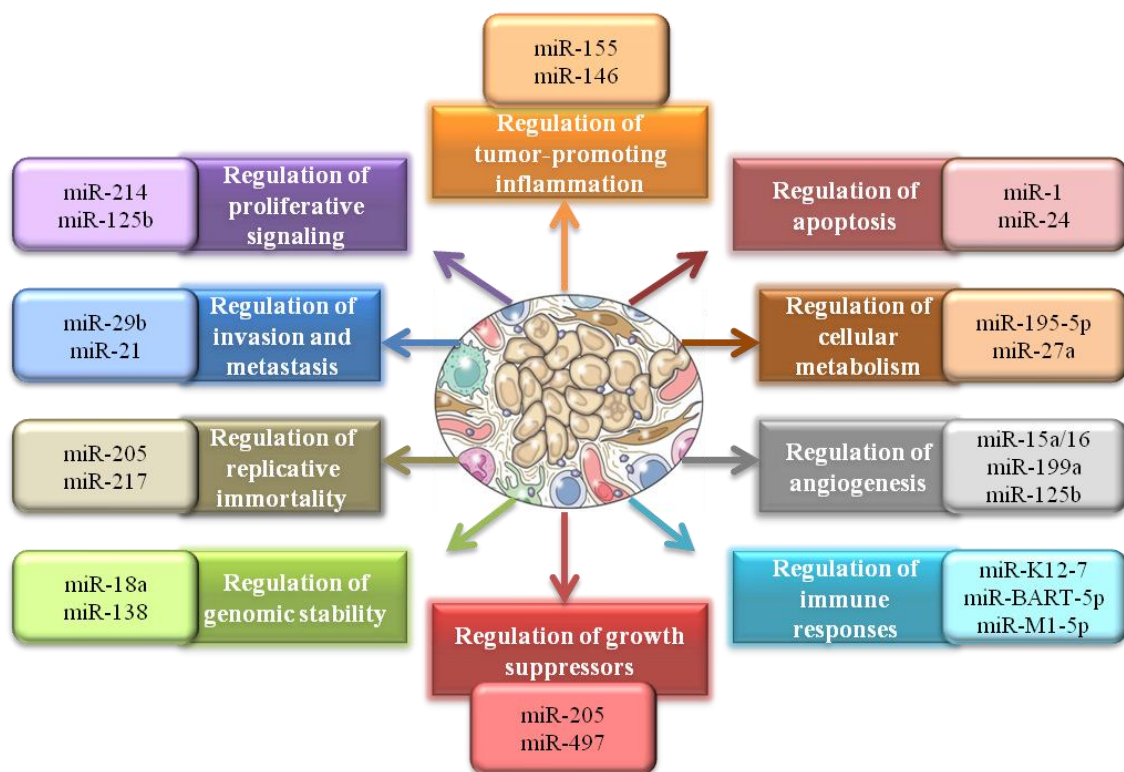 miR-155
miR-146
Regulation of
tumor-promoting
inflammation
miR-214
miR-125b
Regulation of
proliferative
signaling
Regulation of
apoptosis
miR-1
miR-24
miR-29b
miR-21
Regulation of
invasion and
metastasis
Regulation of
cellular
metabolism
miR-195-5p
miR-27a
miR-205
miR-217
Regulation of
replicative
immortality
Regulation of
angiogenesis
miR-15a/16
miR-199a
miR-125b
miR-18a
miR-138
Regulation of
genomic stability
Regulation of
immune
responses
miR-K12-7
miR-BART-5p
miR-M1-5p
Regulation of growth
suppressors
miR-205
miR-497